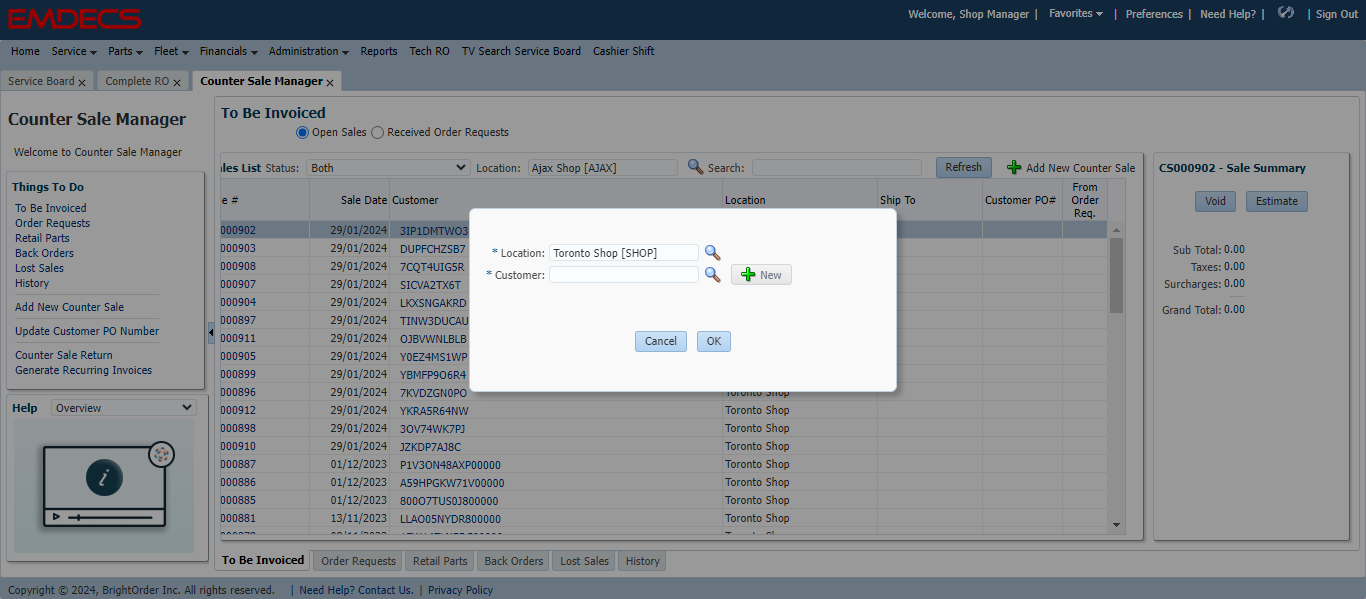 EMDECS
Welcome, Shop Manager | Favorites | Preferences | Need Help? | | Sign Out
Home Service Parts Fleet Financials Administration Reports Tech RO TV Search Service Board Cashier Shift
Service Board x Complete RO x Counter Sale Manager x
Counter Sale Manager
Welcome to Counter Sale Manager
Things To Do
To Be Invoiced
Order Requests
Retail Parts
Back Orders
Lost Sales
History
Add New Counter Sale
Update Customer PO Number
Counter Sale Return
Generate Recurring Invoices
Help Overview
To Be Invoiced
Open Sales Received Order Requests
les List Status: Both Location: Ajax Shop [AJAX] Search: Refresh Add New Counter Sale
e # Sale Date Customer Location Ship To Customer PO# From Order Req.
000902 29/01/2024 3IP1DMTWO3
000903 29/01/2024 DUPFCHZSB7
000908 29/01/2024 7CQT4UIG5R
000907 29/01/2024 SICVA2TX6T
000904 29/01/2024 LKXSNGAKRD
000897 29/01/2024 TINW3DUCAU
000911 29/01/2024 OJBVWNLBLB
000905 29/01/2024 Y0EZ4MS1WP
000899 29/01/2024 YBMFP9O6R4
000896 29/01/2024 7KVDZGN0PO Toronto Shop
000912 29/01/2024 YKRA5R64NW Toronto Shop
000898 29/01/2024 3OV74WK7PJ Toronto Shop
000910 29/01/2024 JZKDP7AJ8C Toronto Shop
000887 01/12/2023 P1V3ON48AXP00000 Toronto Shop
000886 01/12/2023 A59HPGKW71V00000 Toronto Shop
000885 01/12/2023 800O7TUS0J800000 Toronto Shop
000881 13/11/2023 LLAO05NYDR800000 Toronto Shop
* Location: Toronto Shop [SHOP]
* Customer: New
Cancel OK
CS000902 - Sale Summary
Void Estimate
Sub Total: 0.00
Taxes: 0.00
Surcharges: 0.00
Grand Total: 0.00
To Be Invoiced Order Requests Retail Parts Back Orders Lost Sales History
Copyright © 2024, BrightOrder Inc. All rights reserved. | Need Help? Contact Us. | Privacy Policy